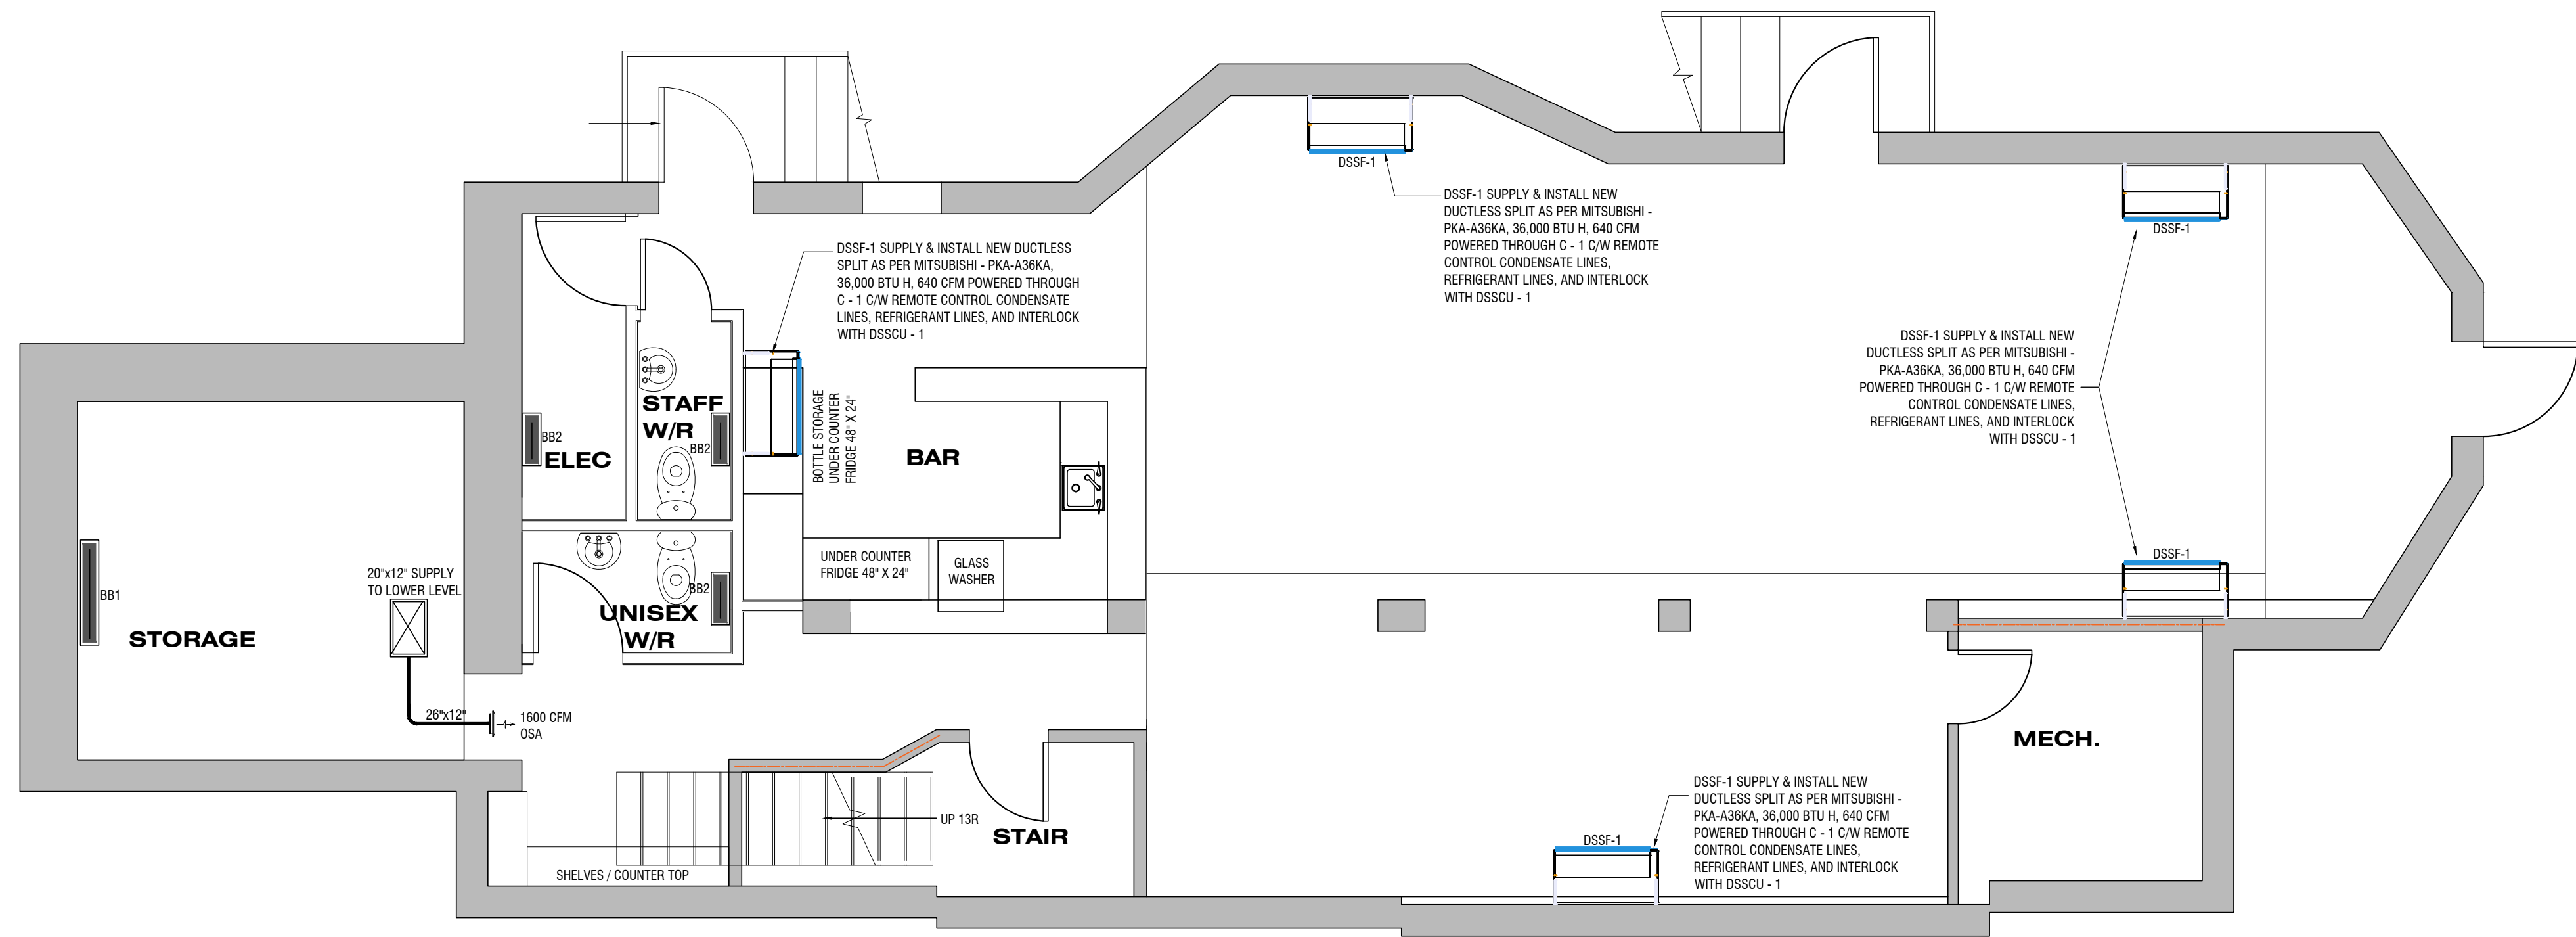 DSSF-1
DSSF-1 SUPPLY & INSTALL NEW
DUCTLESS SPLIT AS PER MITSUBISHI -
PKA-A36KA, 36,000 BTU H, 640 CFM
POWERED THROUGH C - 1 C/W REMOTE
CONTROL CONDENSATE LINES,
REFRIGERANT LINES, AND INTERLOCK
WITH DSSCU - 1
DSSF-1
DSSF-1 SUPPLY & INSTALL NEW DUCTLESS
SPLIT AS PER MITSUBISHI - PKA-A36KA,
36,000 BTU H, 640 CFM POWERED THROUGH
C - 1 C/W REMOTE CONTROL CONDENSATE
LINES, REFRIGERANT LINES, AND INTERLOCK
WITH DSSCU - 1
DSSF-1 SUPPLY & INSTALL NEW
DUCTLESS SPLIT AS PER MITSUBISHI -
PKA-A36KA, 36,000 BTU H, 640 CFM
POWERED THROUGH C - 1 C/W REMOTE
CONTROL CONDENSATE LINES,
REFRIGERANT LINES, AND INTERLOCK
WITH DSSCU - 1
STAFF
W/R
BB2
BB2
ELEC
BOTTLE STORAGE
UNDER COUNTER
FRIDGE 48" X 24"
BAR
DSSF-1
UNDER COUNTER
FRIDGE 48" X 24"
GLASS
WASHER
20"x12" SUPPLY
TO LOWER LEVEL
BB1
BB2
UNISEX
W/R
STORAGE
26"x12"
1600 CFM
OSA
MECH.
DSSF-1 SUPPLY & INSTALL NEW
DUCTLESS SPLIT AS PER MITSUBISHI -
PKA-A36KA, 36,000 BTU H, 640 CFM
POWERED THROUGH C - 1 C/W REMOTE
CONTROL CONDENSATE LINES,
REFRIGERANT LINES, AND INTERLOCK
WITH DSSCU - 1
UP 13R
STAIR
DSSF-1
SHELVES / COUNTER TOP